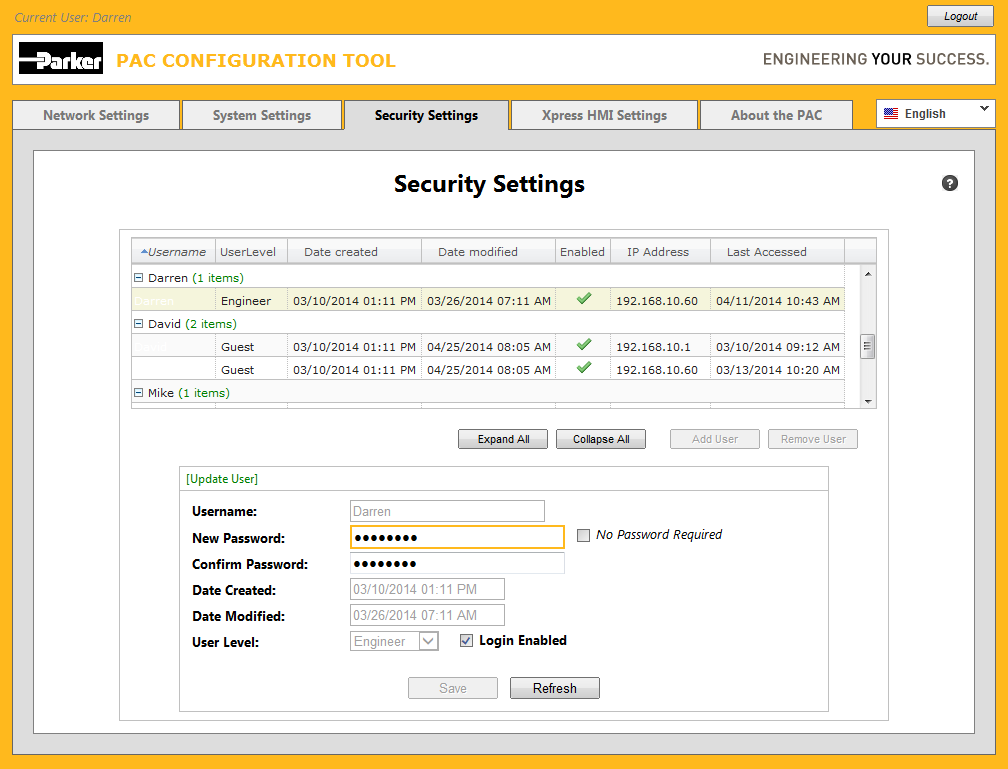 Current User: Darren
Logout
Parker PAC CONFIGURATION TOOL ENGINEERING YOUR SUCCESS.
Network Settings System Settings Security Settings Xpress HMI Settings About the PAC English
Security Settings ?
Username UserLevel Date created Date modified Enabled IP Address Last Accessed
Darren (1 items)
Darren Engineer 03/10/2014 01:11 PM 03/26/2014 07:11 AM 192.168.10.60 04/11/2014 10:43 AM
David (2 items)
Guest 03/10/2014 01:11 PM 04/25/2014 08:05 AM 192.168.10.1 03/10/2014 09:12 AM
Guest 03/10/2014 01:11 PM 04/25/2014 08:05 AM 192.168.10.60 03/13/2014 10:20 AM
Mike (1 items)
Expand All Collapse All Add User Remove User
[Update User]
Username: Darren
New Password: ●●●●●●●● No Password Required
Confirm Password: ●●●●●●●●
Date Created: 03/10/2014 01:11 PM
Date Modified: 03/26/2014 07:11 AM
User Level: Engineer Login Enabled
Save Refresh